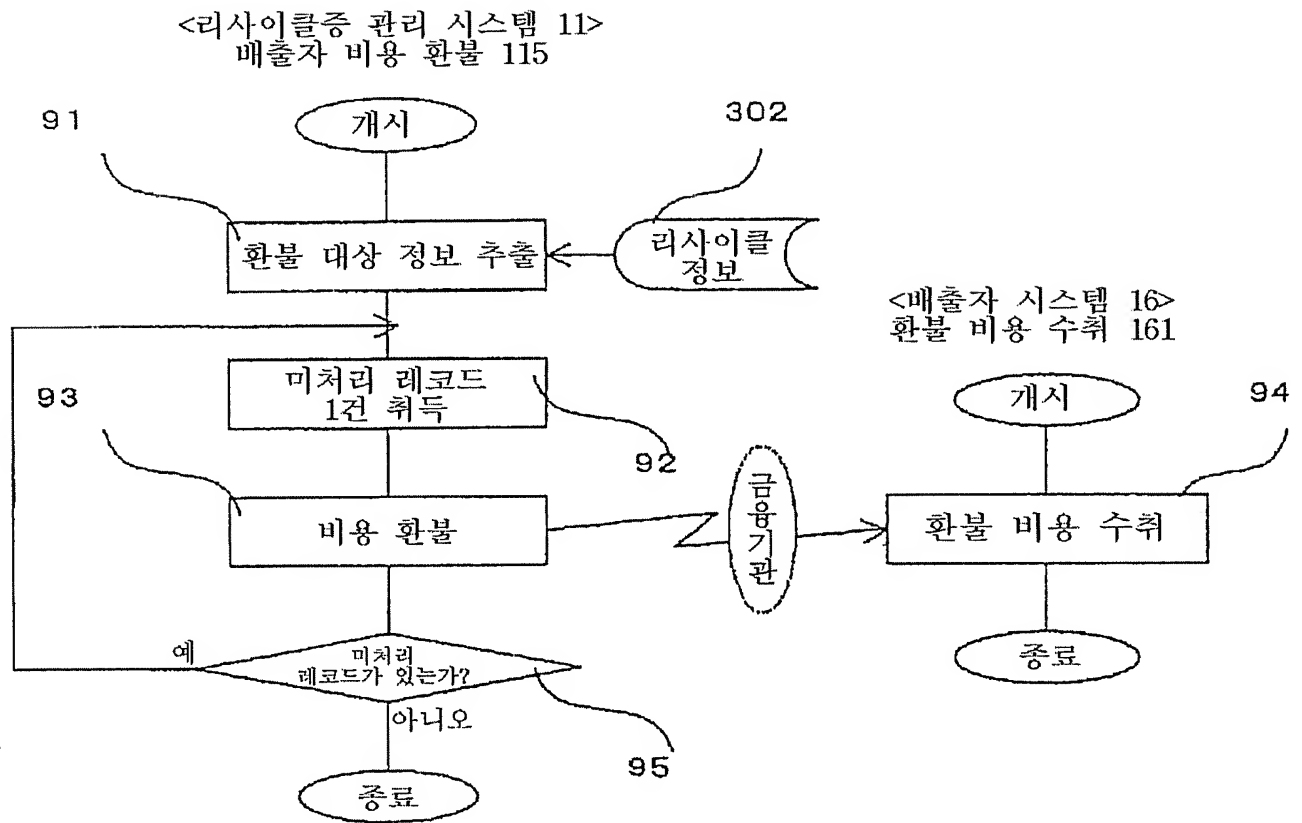 <리사이클증 관리 시스템 11>
배출자 비용 환불 115
91
개시
302
환불 대상 정보 추출
리사이클
정보
<배출자 시스템 16>
환불 비용 수취 161
미처리 레코드
1건 취득
93
92
개시
94
비용 환불
금융기관
환불 비용 수취
예
미처리
레코드가 있는가?
아니오
95
종료
종료